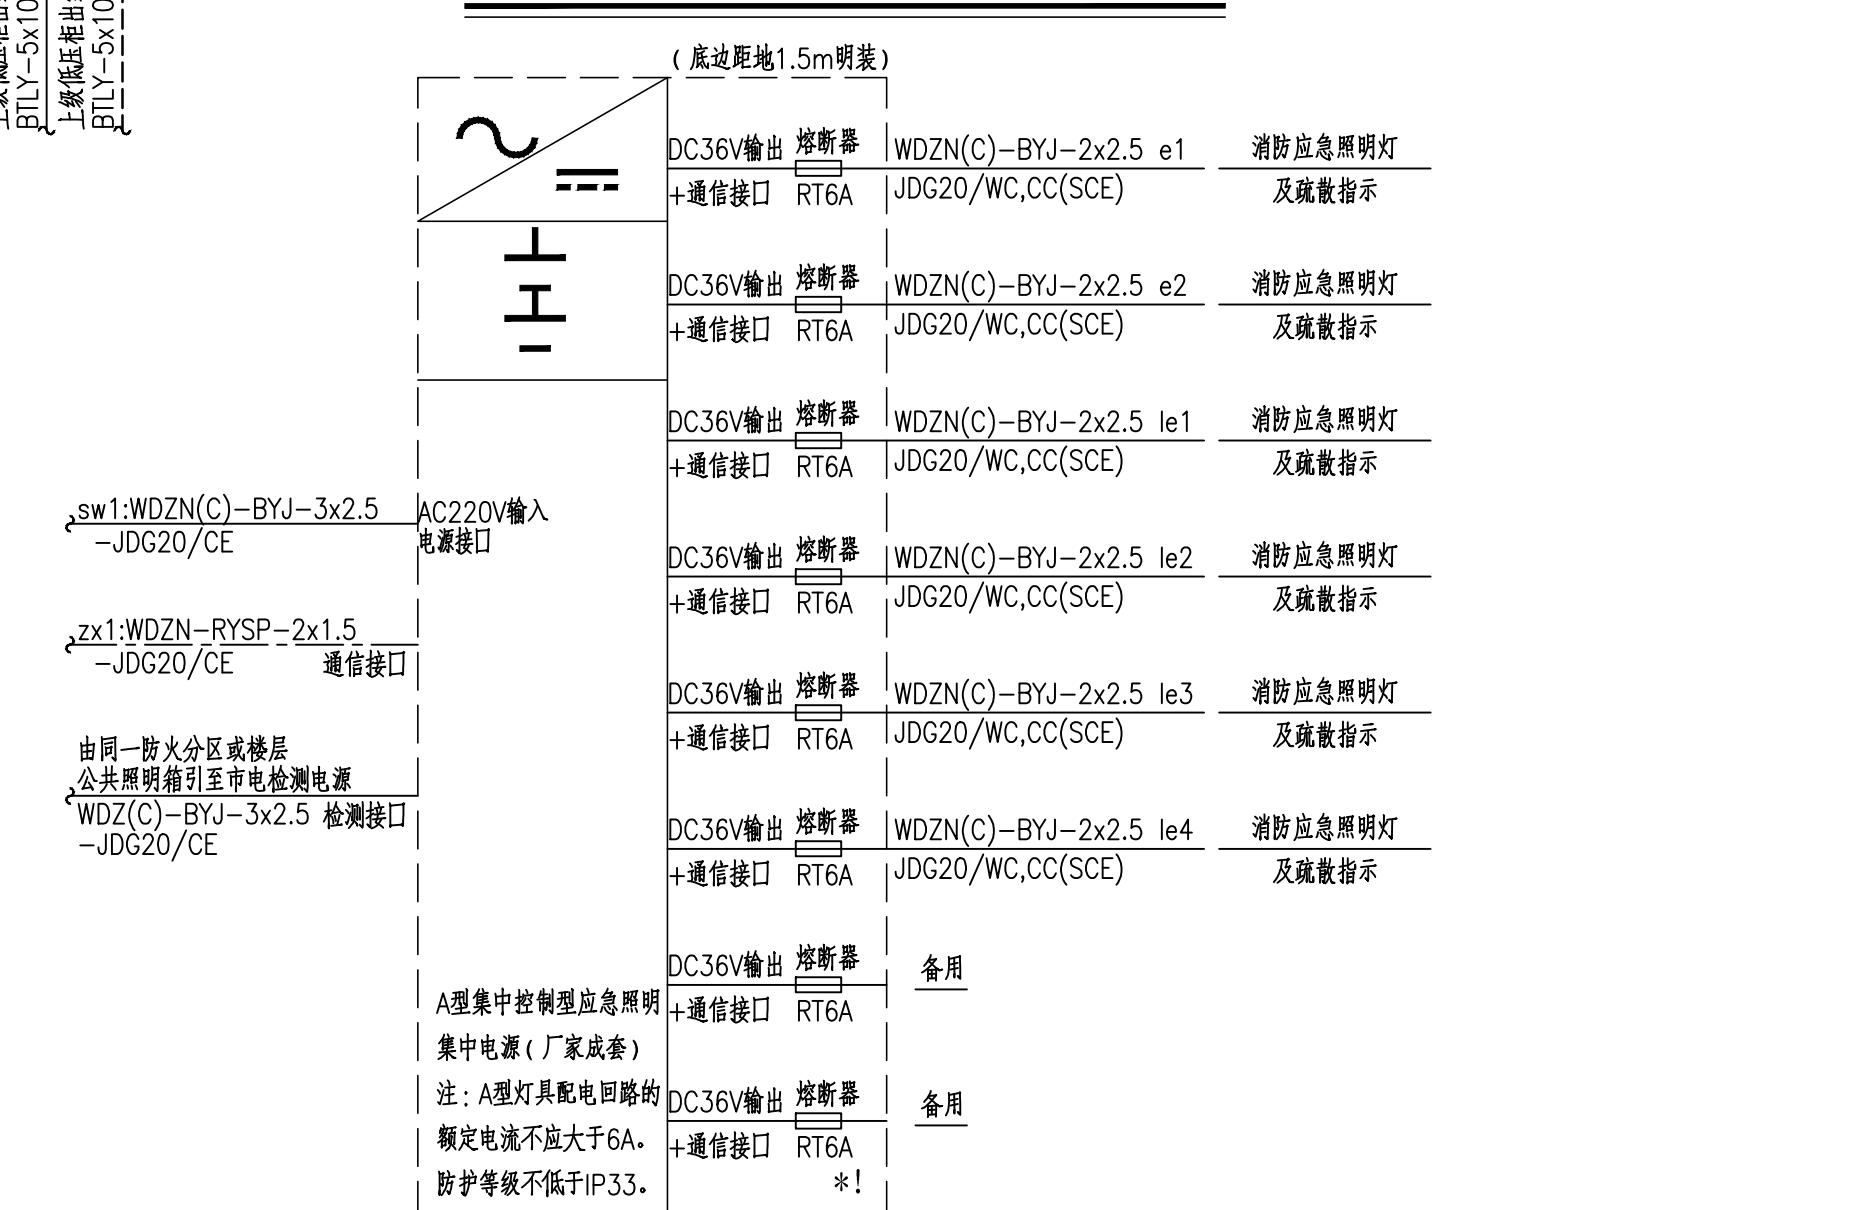 BTLY-5x10
上级低压柜出
BTLY-5x10
(底边距地1.5m明装)
DC36V输出 熔断器 WDZN(C)-BYJ-2x2.5 e1 消防应急照明灯
+通信接口 RT6A JDG20/WC,CC(SCE) 及疏散指示
DC36V输出 熔断器 WDZN(C)-BYJ-2x2.5 e2 消防应急照明灯
+通信接口 RT6A JDG20/WC,CC(SCE) 及疏散指示
DC36V输出 熔断器 WDZN(C)-BYJ-2x2.5 le1 消防应急照明灯
+通信接口 RT6A JDG20/WC,CC(SCE) 及疏散指示
sw1:WDZN(C)-BYJ-3x2.5
-JDG20/CE
AC220V输入
电源接口
DC36V输出 熔断器 WDZN(C)-BYJ-2x2.5 le2 消防应急照明灯
+通信接口 RT6A JDG20/WC,CC(SCE) 及疏散指示
zx1:WDZN-RYSP-2x1.5
-JDG20/CE 通信接口
DC36V输出 熔断器 WDZN(C)-BYJ-2x2.5 le3 消防应急照明灯
+通信接口 RT6A JDG20/WC,CC(SCE) 及疏散指示
由同一防火分区或楼层
公共照明箱引至市电检测电源
WDZ(C)-BYJ-3x2.5 检测接口
-JDG20/CE
DC36V输出 熔断器 WDZN(C)-BYJ-2x2.5 le4 消防应急照明灯
+通信接口 RT6A JDG20/WC,CC(SCE) 及疏散指示
DC36V输出 熔断器 备用
+通信接口 RT6A
DC36V输出 熔断器 备用
+通信接口 RT6A
*!
A型集中控制型应急照明
集中电源(厂家成套)
注:A型灯具配电回路的
额定电流不应大于6A。
防护等级不低于IP33。